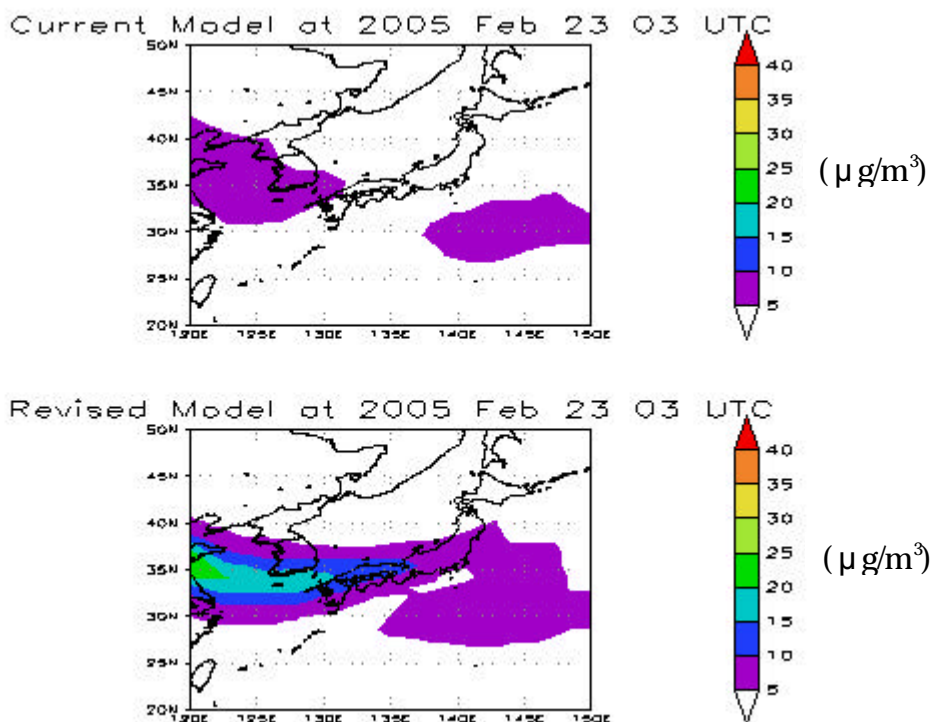 Current Model at 2005 Feb 23 03 UTC
50N
45N
40N
35N
30N
25N
20N
120E 125E 130E 135E 140E 145E 150E
40
35
30
25
20
15
10
5
(μg/m³)
Revised Model at 2005 Feb 23 03 UTC
50N
45N
40N
35N
30N
25N
20N
120E 125E 130E 135E 140E 145E 150E
40
35
30
25
20
15
10
5
(μg/m³)